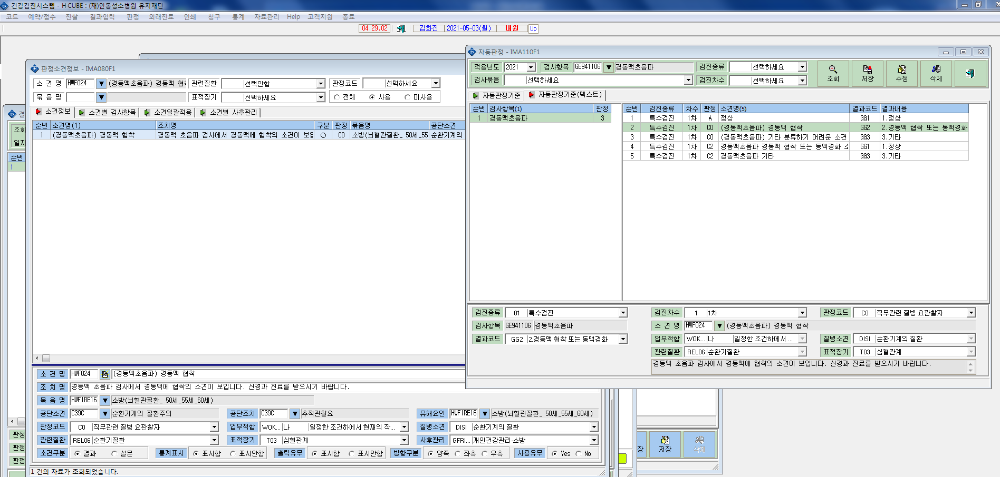 건강검진시스템 - H-CUBE : (재)안동성소병원 유지재단
코드 예약/접수 진찰 결과입력 판정 외래진료 인쇄 청구 통계 자료관리 Help 고객지원 종료
04.29.02 김화진 2021-05-03(월) 내원 Up
판정소견정보 - IMA080F1
소 견 명 HWF024 (경동맥초음파) 경동맥 협착 관련질환 선택안함 판정코드 선택하세요
묶 음 명 표적장기 선택하세요 전체 사용 미사용
소견정보 소견별 검사항목 소견일괄적용 소견별 사후관리
순번 소견명(1) 조치명 구분 판정 묶음명 공단소견
1 (경동맥초음파) 경동맥 협착 경동맥 초음파 검사에서 경동맥에 협착의 소견이 보입 ○ C0 소방(뇌혈관질환_ 50세_55 순환기계의
소 견 명 HWF024 (경동맥초음파) 경동맥 협착
조 치 명 경동맥 초음파 검사에서 경동맥에 협착의 소견이 보입니다. 신경과 진료를 받으시기 바랍니다.
묶 음 명 HWFIRE16 소방(뇌혈관질환_ 50세_55세_60세)
공단소견 C39C 순환기계의 질환주의 공단조치 C39C 추적관찰요 유해요인 HWFIRE16 소방(뇌혈관질환_ 50세_55세_60세)
판정코드 C0 직무관련 질병 요관찰자 업무적합 WOK... 나 일정한 조건하에서 현재의 작... 질병소견 DISI 순환기계의 질환
관련질환 REL06 순환기질환 표적장기 T03 심혈관계 사후관리 GFRI... 개인건강관리-소방
소견구분 결과 설문 통계표시 표시함 표시안함 출력유무 표시함 표시안함 방향구분 양쪽 좌측 우측 사용유무 Yes No
1 건의 자료가 조회되었습니다.
자동판정 - IMA110F1
적용년도 2021 검사항목 GE941106 경동맥초음파 검진종류 선택하세요
검사묶음 선택하세요 검진차수 선택하세요
조회 저장 수정 삭제
자동판정기준 자동판정기준(텍스트)
순번 검사항목(1) 판정
1 경동맥초음파 3
순번 검진종류 차수 판정 소견명(5) 결과코드 결과내용
1 특수검진 1차 A 정상 GG1 1.정상
2 특수검진 1차 C0 (경동맥초음파) 경동맥 협착 GG2 2.경동맥 협착 또는 동맥경화
3 특수검진 1차 C0 (경동맥초음파) 기타 분류하기 어려운 소견 GG3 3.기타
4 특수검진 1차 C2 경동맥초음파 경동맥 협착 또는 동맥경화 소 GG1 1.정상
5 특수검진 1차 C2 경동맥초음파 기타 GG3 3.기타
검진종류 01 특수검진 검진차수 1 1차 판정코드 C0 직무관련 질병 요관찰자
검사항목 GE941106 경동맥초음파 소 견 명 HWF024 (경동맥초음파) 경동맥 협착
결과코드 GG2 2.경동맥 협착 또는 동맥경화 업무적합 WOK... 나 일정한 조건하에서 ... 질병소견 DISI 순환기계의 질환
관련질환 REL06 순환기질환 표적장기 T03 심혈관계
경동맥 초음파 검사에서 경동맥에 협착의 소견이 보입니다. 신경과 진료를 받으시기 바랍니다.
결
조회
일지
순번
1
판정
판정
판정
장 저장 삭제